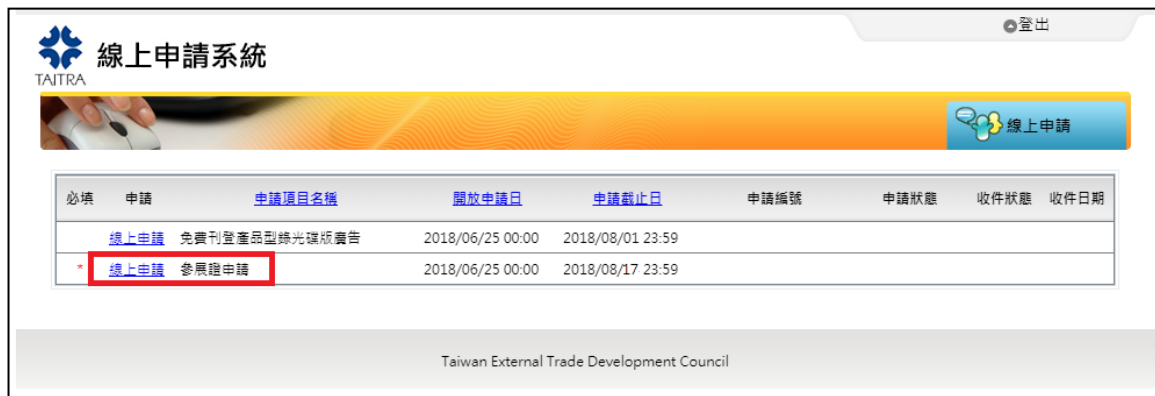 登出
TAITRA
線上申請系統
線上申請
必填 申請 申請項目名稱 開放申請日 申請截止日 申請編號 申請狀態 收件狀態 收件日期
線上申請 免費刊登產品型錄光碟版廣告 2018/06/25 00:00 2018/08/01 23:59
* 線上申請 參展證申請 2018/06/25 00:00 2018/08/17 23:59
Taiwan External Trade Development Council